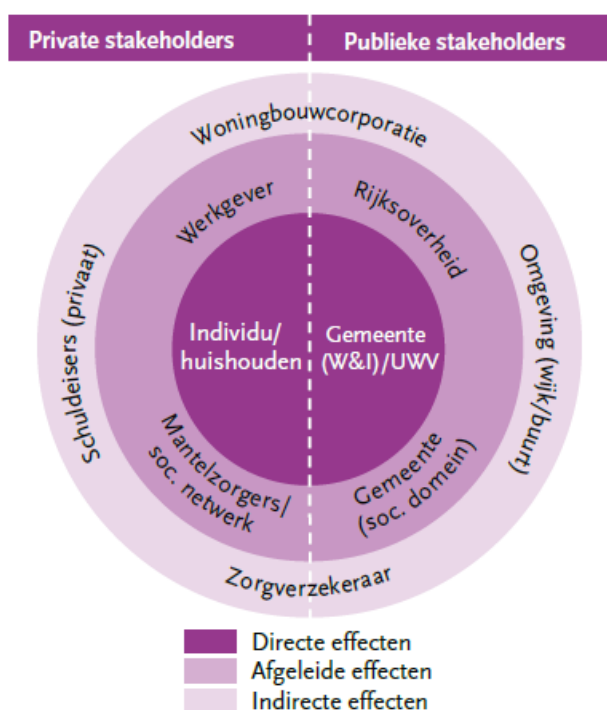 Private stakeholders
Publieke stakeholders
Woningbouwcorporatie
Werkgever
Rijksoverheid
Schuldeisers (privaat)
Omgeving (wijk/buurt)
Individu/
huishouden
Gemeente
(W&I)/UWV
Mantelzorgers/
soc. netwerk
Gemeente
(soc. domein)
Zorgverzekeraar
Directe effecten
Afgeleide effecten
Indirecte effecten